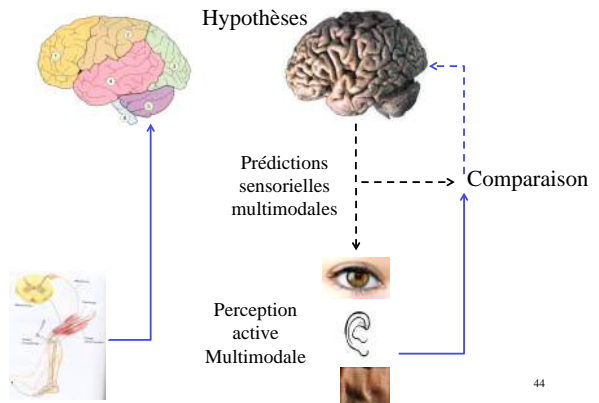 Hypothèses
Prédictions
sensorielles
multimodales
Comparaison
Perception
active
Multimodale
44